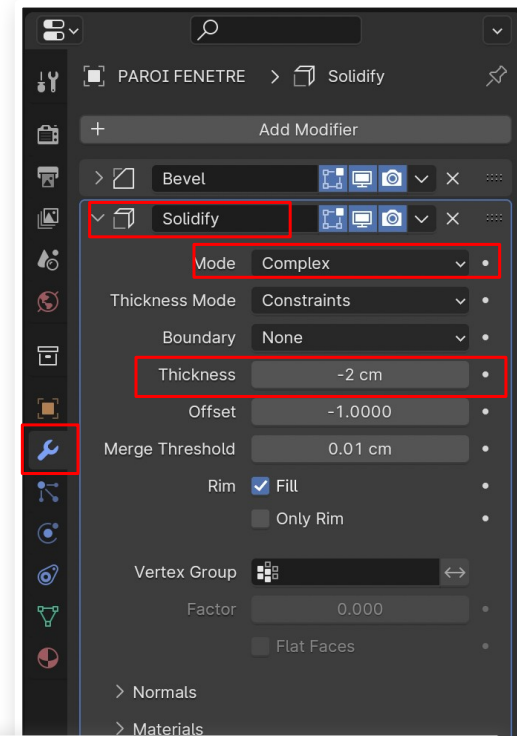 PAROI FENETRE > Solidify
+ Add Modifier
Bevel
Solidify
Mode Complex
Thickness Mode Constraints
Boundary None
Thickness -2 cm
Offset -1.0000
Merge Threshold 0.01 cm
Rim Fill
Only Rim
Vertex Group
Factor 0.000
Flat Faces
> Normals
> Materials